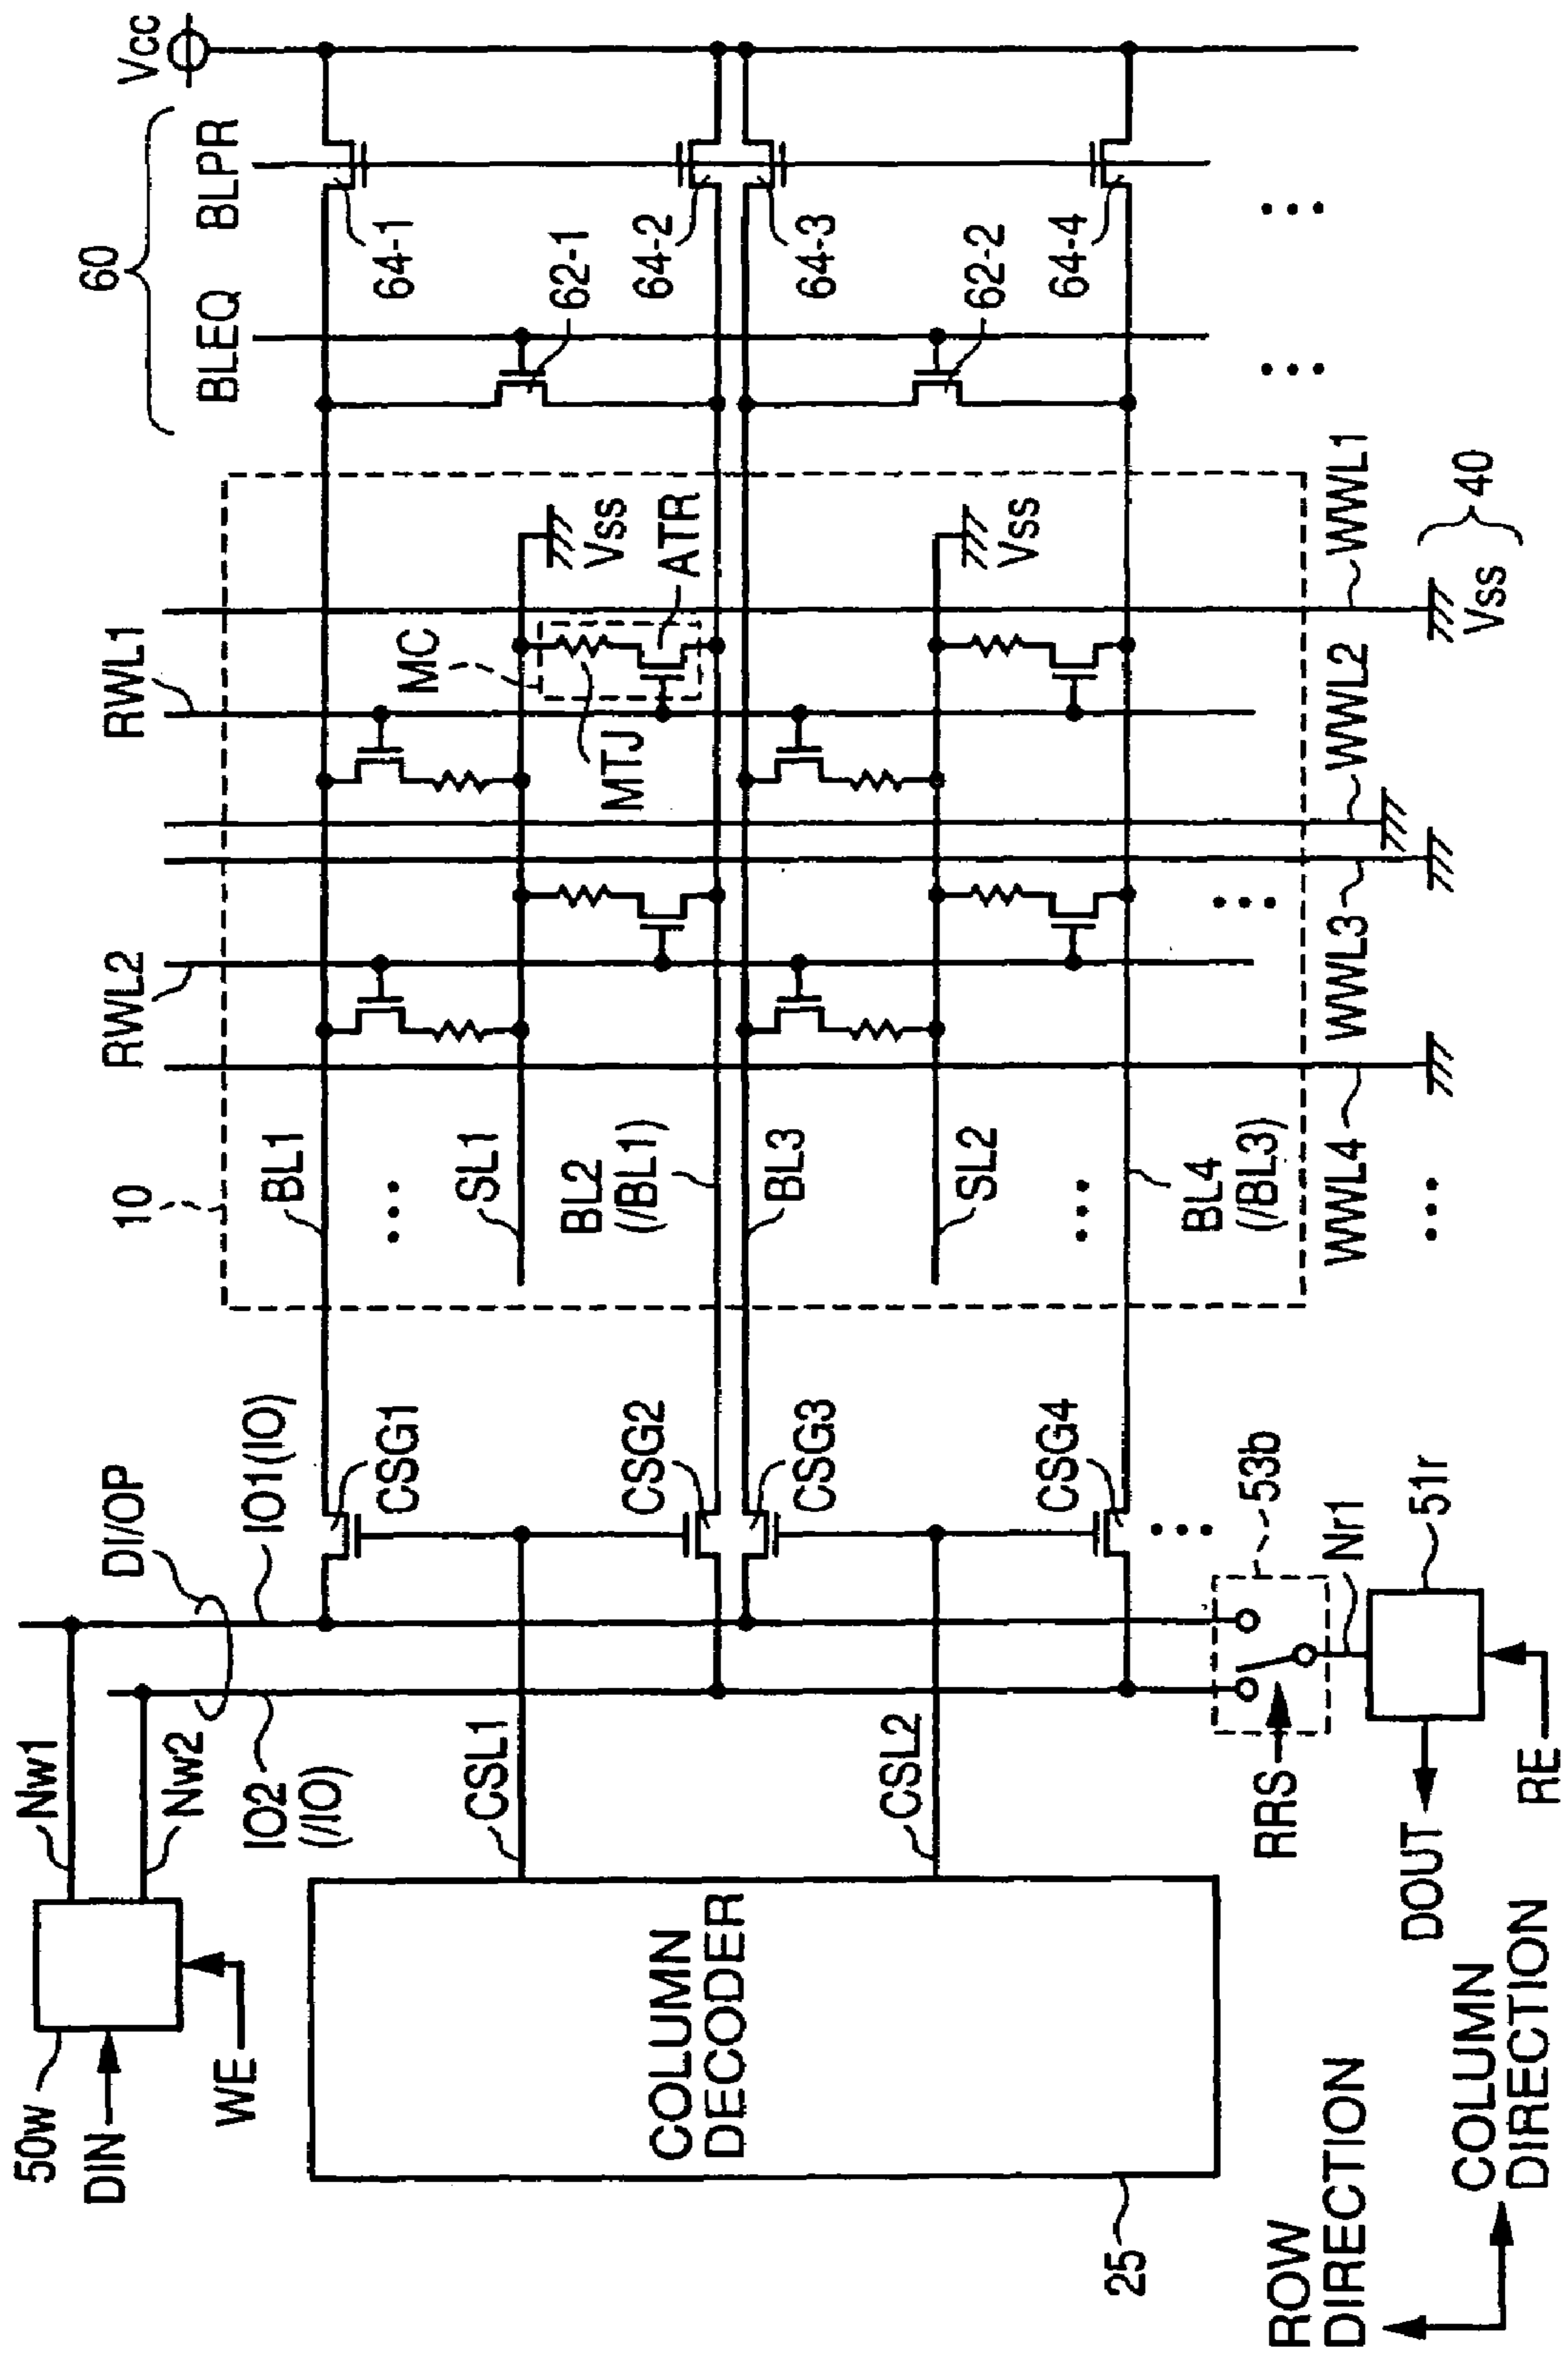 Vcc
60
BLEQ
BLPR
64-1
62-1
64-2
64-3
62-2
64-4
10
RWL2
RWL1
MC
MTJ
ATR
Vss
Vss
BL1
SL1
BL2
(/BL1)
BL3
SL2
BL4
(/BL3)
WWL4
WWL3
WWL2
WWL1
Vss
40
DI/OP
IO1(IO)
CSG1
CSG2
CSG3
CSG4
53b
Nr1
51r
50w
DIN
WE
Nw1
Nw2
IO2
(/IO)
CSL1
CSL2
COLUMN
DECODER
25
RRS
DOUT
RE
ROW
DIRECTION
COLUMN
DIRECTION